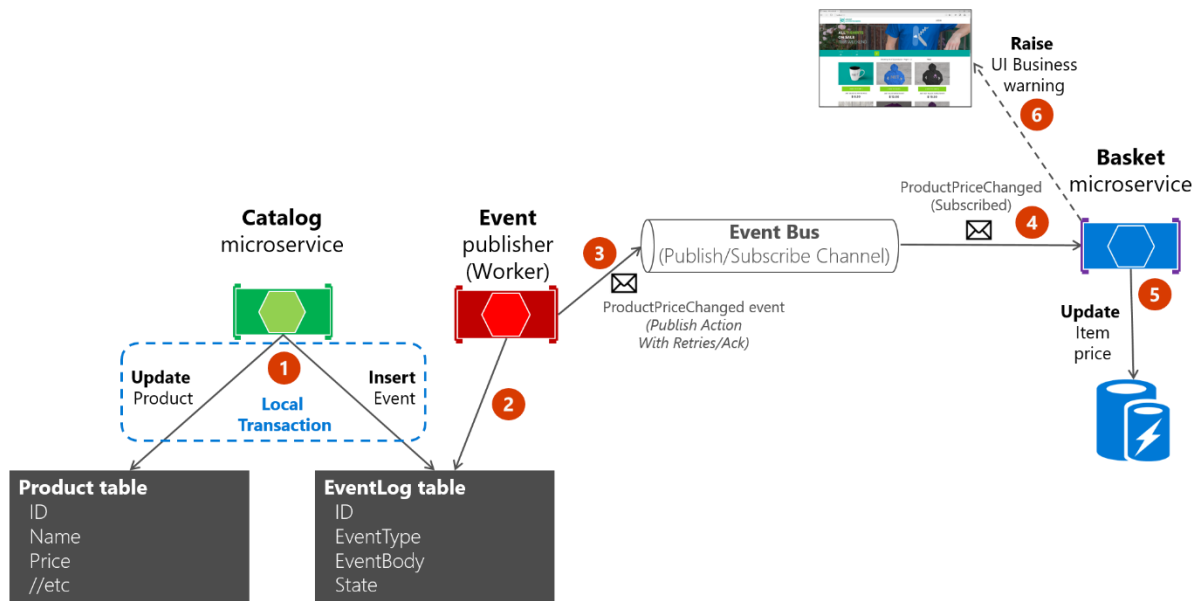 Raise
UI Business
warning
6
Basket
microservice
ProductPriceChanged
(Subscribed)
4
Catalog
microservice
Event
publisher
(Worker)
3
Event Bus
(Publish/Subscribe Channel)
ProductPriceChanged event
(Publish Action
With Retries/Ack)
5
Update
Item
price
1
Update
Product
Insert
Event
Local
Transaction
2
Product table
ID
Name
Price
//etc
EventLog table
ID
EventType
EventBody
State